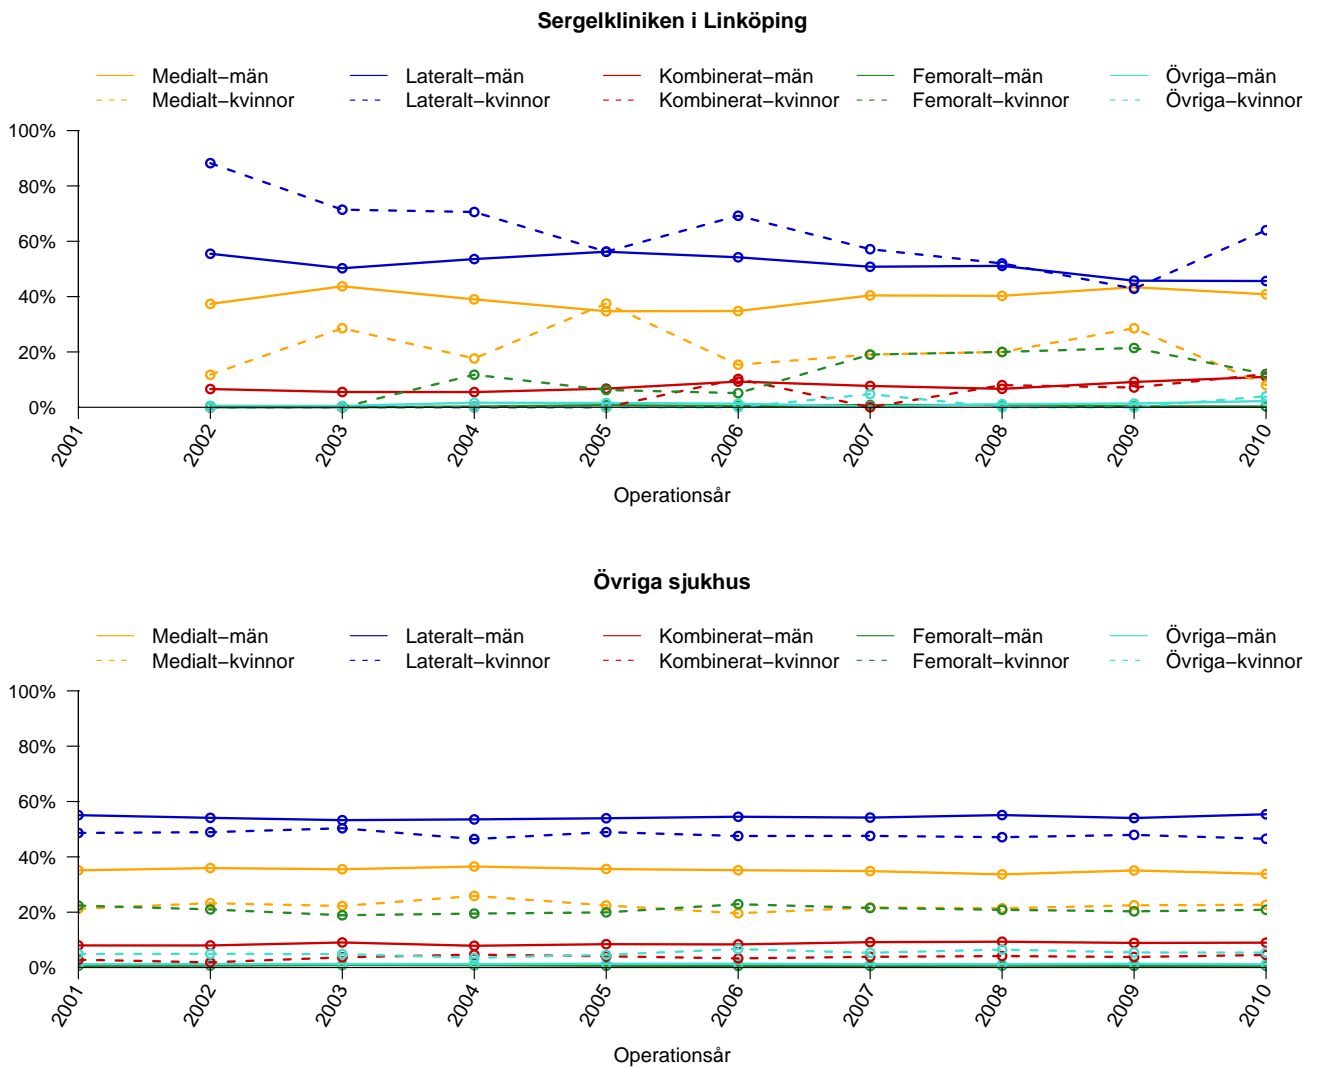 Sergelkliniken i Linköping
Medialt−män Lateralt−män Kombinerat−män Femoralt−män Övriga−män
Medialt−kvinnor Lateralt−kvinnor Kombinerat−kvinnor Femoralt−kvinnor Övriga−kvinnor
100%
80%
60%
40%
20%
0%
2001 2002 2003 2004 2005 2006 2007 2008 2009 2010
Operationsår
Övriga sjukhus
Medialt−män Lateralt−män Kombinerat−män Femoralt−män Övriga−män
Medialt−kvinnor Lateralt−kvinnor Kombinerat−kvinnor Femoralt−kvinnor Övriga−kvinnor
100%
80%
60%
40%
20%
0%
2001 2002 2003 2004 2005 2006 2007 2008 2009 2010
Operationsår